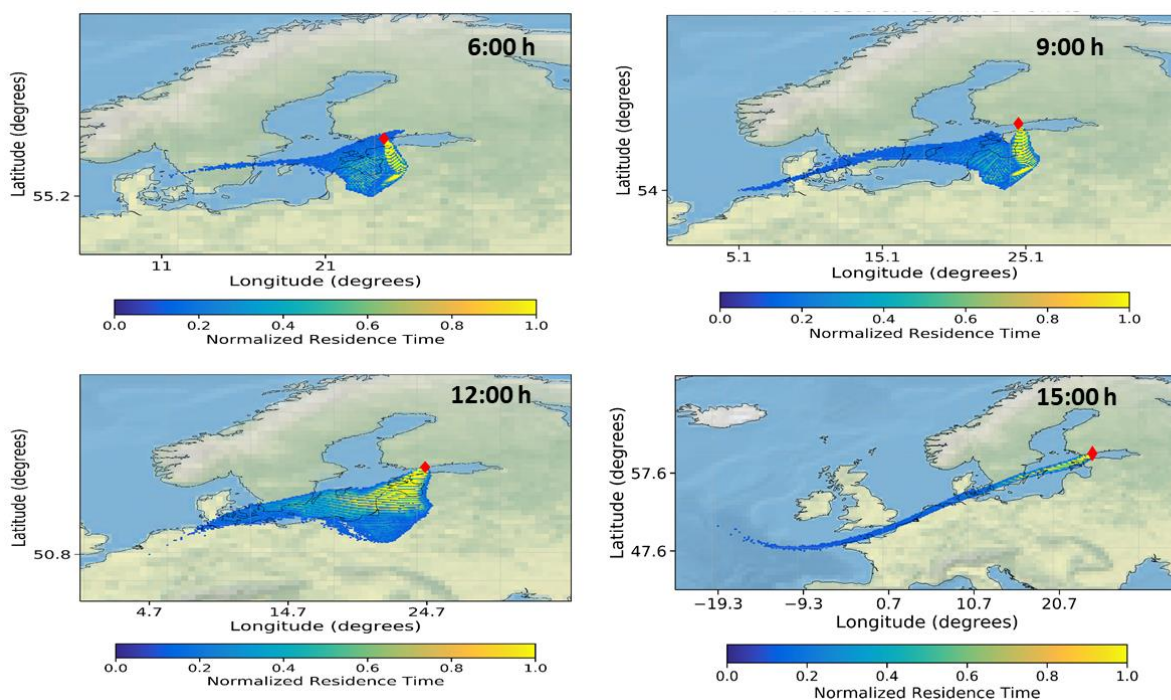 6:00 h
Latitude (degrees)
55.2
11 21
Longitude (degrees)
0.0 0.2 0.4 0.6 0.8 1.0
Normalized Residence Time
9:00 h
Latitude (degrees)
54
5.1 15.1 25.1
Longitude (degrees)
0.0 0.2 0.4 0.6 0.8 1.0
Normalized Residence Time
12:00 h
Latitude (degrees)
50.8
4.7 14.7 24.7
Longitude (degrees)
0.0 0.2 0.4 0.6 0.8 1.0
Normalized Residence Time
15:00 h
Latitude (degrees)
57.6
47.6
−19.3 −9.3 0.7 10.7 20.7
Longitude (degrees)
0.0 0.2 0.4 0.6 0.8 1.0
Normalized Residence Time